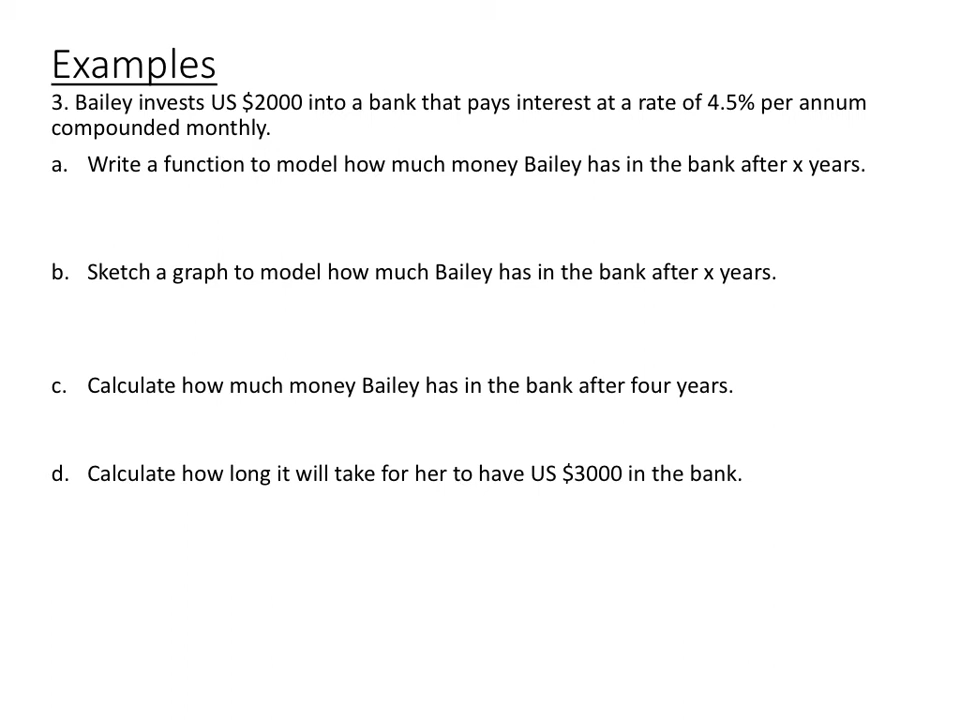 Examples
3. Bailey invests US $2000 into a bank that pays interest at a rate of 4.5% per annum
compounded monthly.
a. Write a function to model how much money Bailey has in the bank after x years.
b. Sketch a graph to model how much Bailey has in the bank after x years.
c. Calculate how much money Bailey has in the bank after four years.
d. Calculate how long it will take for her to have US $3000 in the bank.